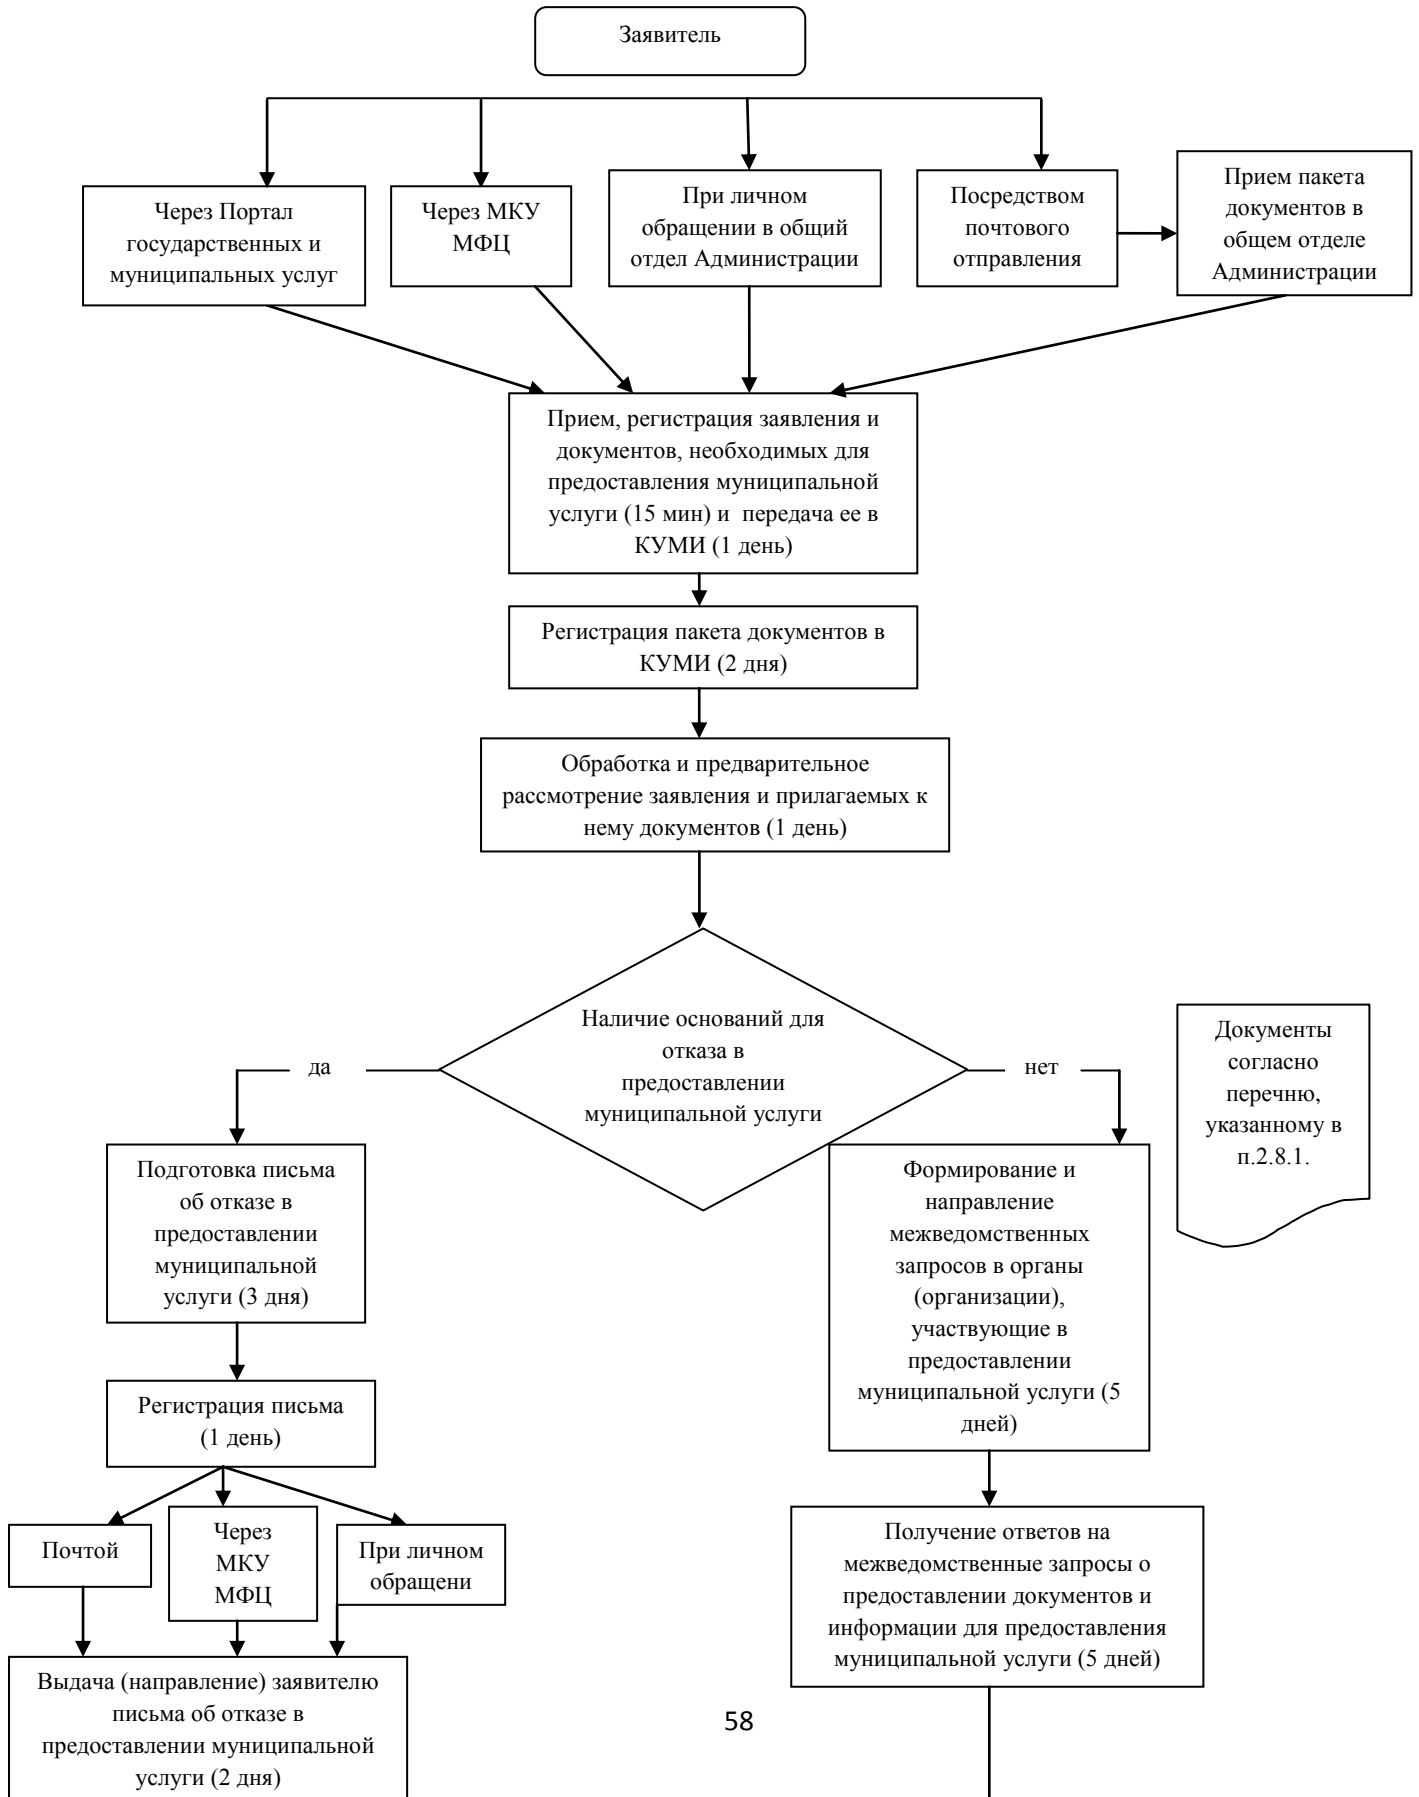 Заявитель
Через Портал
государственных и
муниципальных услуг
Через МКУ
МФЦ
При личном
обращении в общий
отдел Администрации
Посредством
почтового
отправления
Прием пакета
документов в
общем отделе
Администрации
Прием, регистрация заявления и
документов, необходимых для
предоставления муниципальной
услуги (15 мин) и передача ее в
КУМИ (1 день)
Регистрация пакета документов в
КУМИ (2 дня)
Обработка и предварительное
рассмотрение заявления и прилагаемых к
нему документов (1 день)
Наличие оснований для
отказа в
предоставлении
муниципальной услуги
да
нет
Документы
согласно
перечню,
указанному в
п.2.8.1.
Подготовка письма
об отказе в
предоставлении
муниципальной
услуги (3 дня)
Формирование и
направление
межведомственных
запросов в органы
(организации),
участвующие в
предоставлении
муниципальной услуги (5
дней)
Регистрация письма
(1 день)
Почтой
Через
МКУ
МФЦ
При личном
обращени
Получение ответов на
межведомственные запросы о
предоставлении документов и
информации для предоставления
муниципальной услуги (5 дней)
Выдача (направление) заявителю
письма об отказе в
предоставлении муниципальной
услуги (2 дня)
58